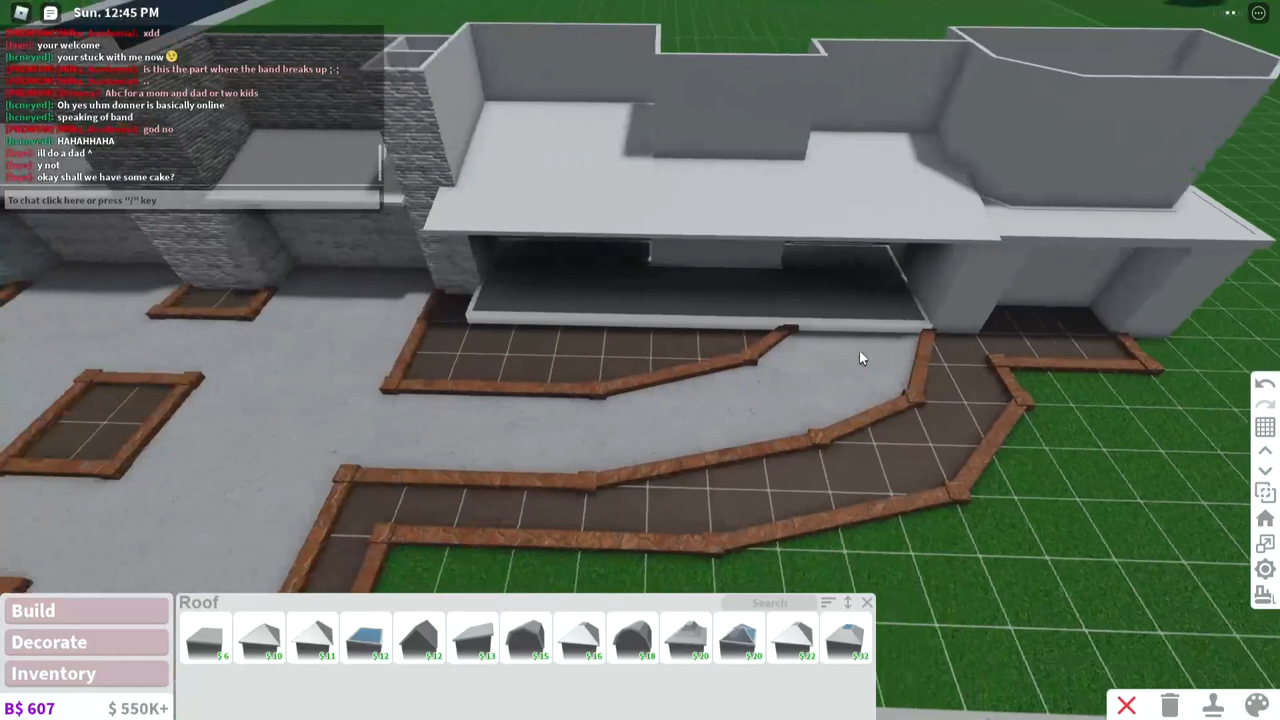 Sun. 12:45 PM
xdd
your welcome
[hcneyed]: your stuck with me now 😉
is this the part where the band breaks up ;-;
..
Abc for a mom and dad or two kids
[hcneyed]: Oh yes uhm donner is basically online
[hcneyed]: speaking of band
god no
[hcneyed]: HAHAHHAHA
ill do a dad ^
y not
okay shall we have some cake?
To chat click here or press "/" key
Roof
Search
$6 $10 $11 $12 $12 $13 $15 $16 $18 $20 $20 $22 $32
Build
Decorate
Inventory
B$ 607 $ 550K+